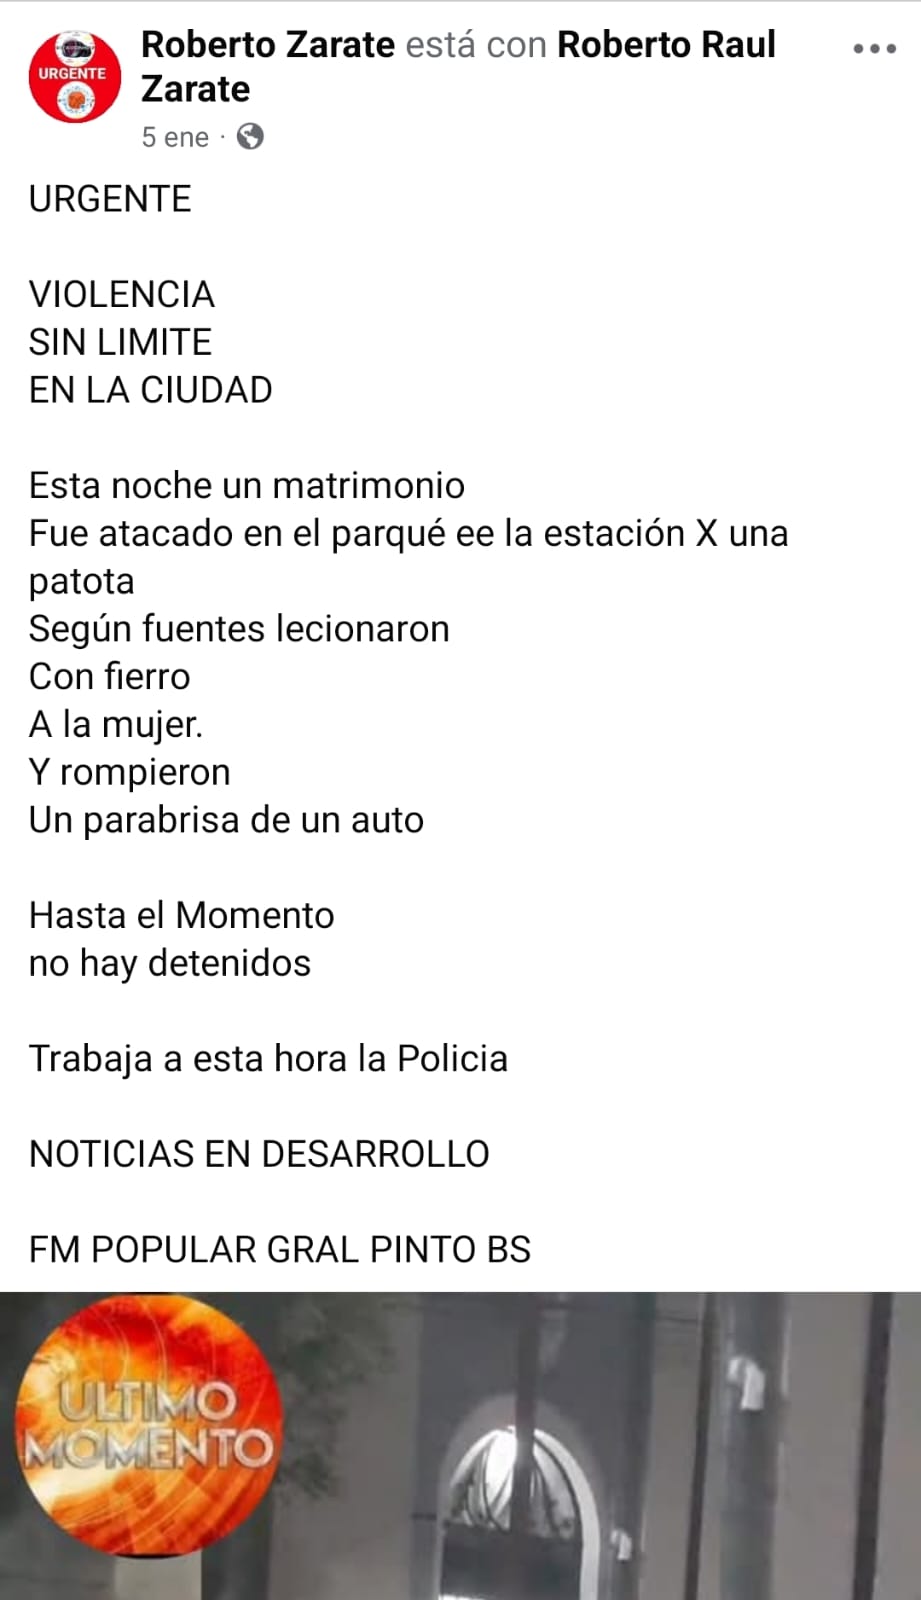 Roberto Zarate está con Roberto Raul
Zarate
URGENTE
5 ene ·
URGENTE
VIOLENCIA
SIN LIMITE
EN LA CIUDAD
Esta noche un matrimonio
Fue atacado en el parqué ee la estación X una
patota
Según fuentes lecionaron
Con fierro
A la mujer.
Y rompieron
Un parabrisa de un auto
Hasta el Momento
no hay detenidos
Trabaja a esta hora la Policia
NOTICIAS EN DESARROLLO
FM POPULAR GRAL PINTO BS
ULTIMO
MOMENTO